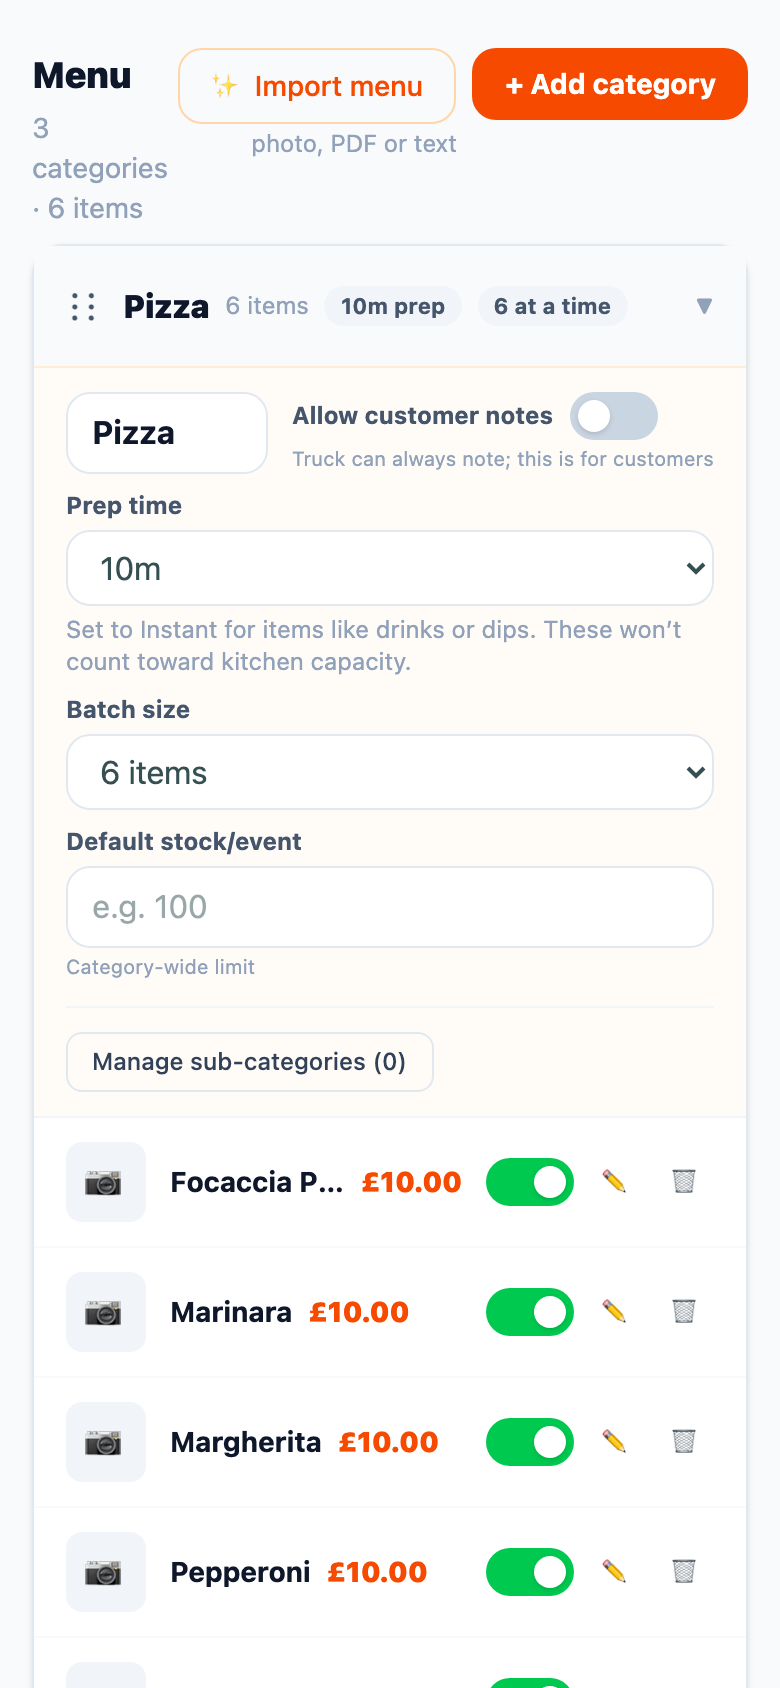 Menu
✨ Import menu
+ Add category
photo, PDF or text
3
categories
· 6 items
Pizza 6 items 10m prep 6 at a time ▼
Pizza
Allow customer notes
Truck can always note; this is for customers
Prep time
10m
Set to Instant for items like drinks or dips. These won’t
count toward kitchen capacity.
Batch size
6 items
Default stock/event
e.g. 100
Category-wide limit
Manage sub-categories (0)
Focaccia P... £10.00
Marinara £10.00
Margherita £10.00
Pepperoni £10.00